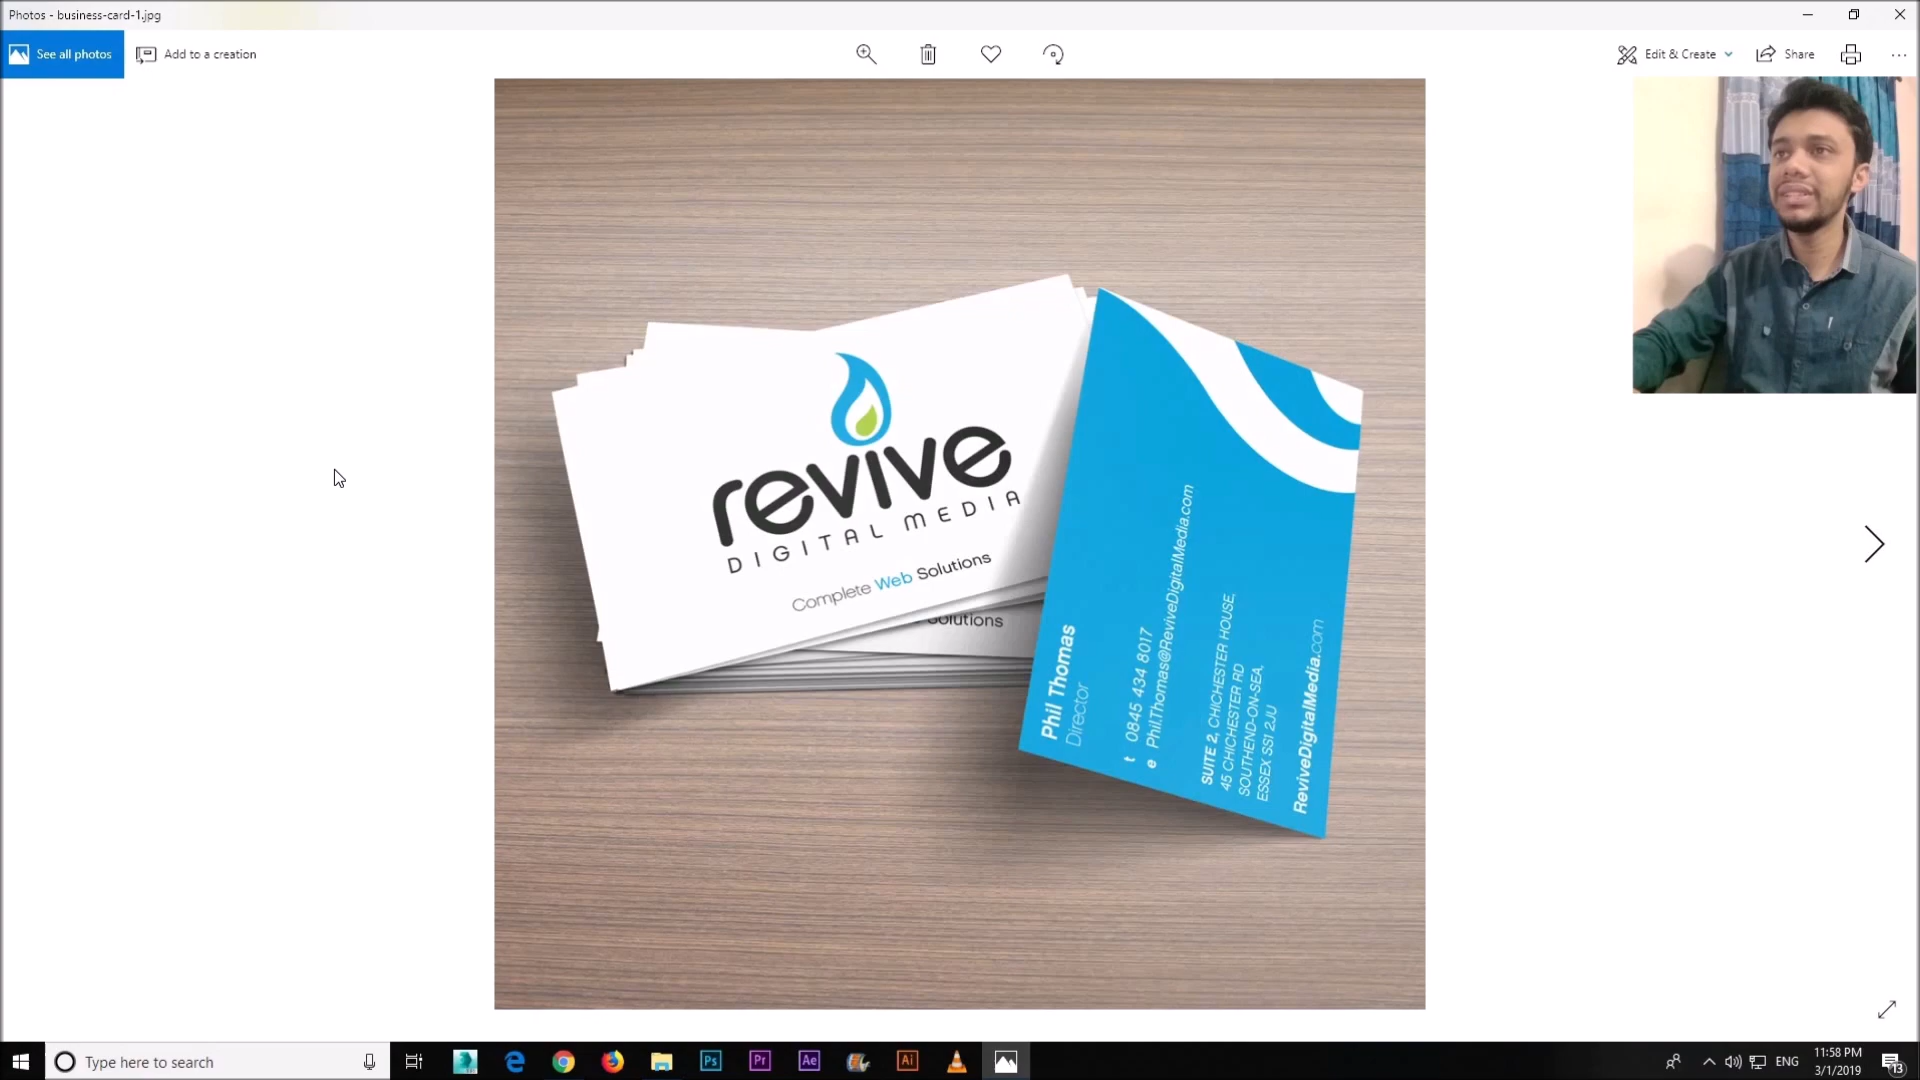 Photos - business-card-1.jpg
See all photos
Add to a creation
Edit & Create
Share
revive
DIGITAL MEDIA
Complete Web Solutions
Solutions
Phil Thomas
Director
t 0845 434 8017
e Phil.Thomas@ReviveDigitalMedia.com
SUITE 2, CHICHESTER HOUSE,
45 CHICHESTER RD
SOUTHEND-ON-SEA,
ESSEX SS1 2JU
ReviveDigitalMedia.com
Type here to search
Ps
Pr
Ae
Ai
ENG
11:58 PM
3/1/2019
13